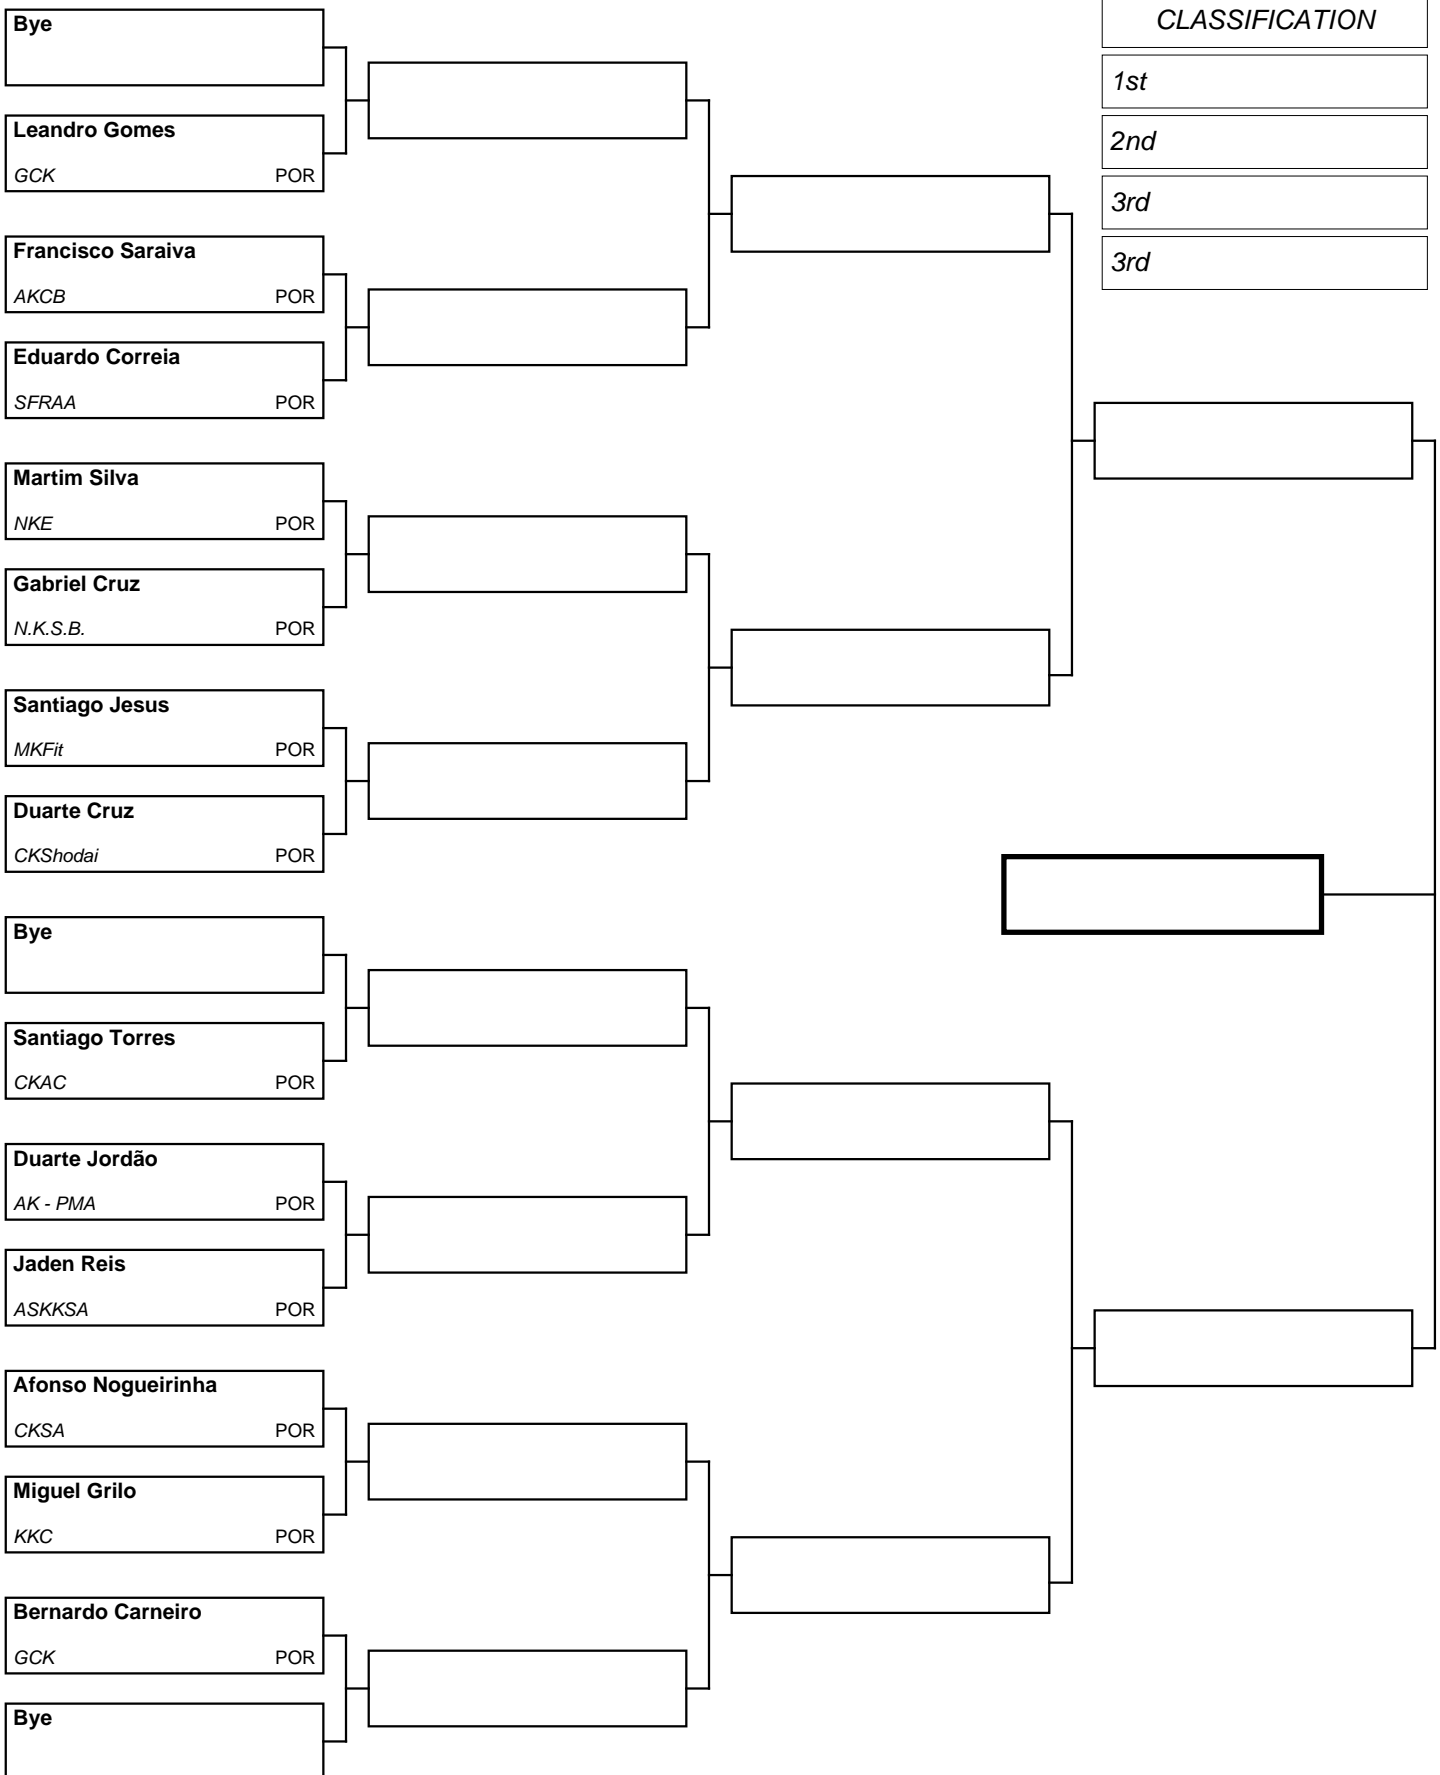 Bye
Leandro Gomes
GCK POR
Francisco Saraiva
AKCB POR
Eduardo Correia
SFRAA POR
Martim Silva
NKE POR
Gabriel Cruz
N.K.S.B. POR
Santiago Jesus
MKFit POR
Duarte Cruz
CKShodai POR
Bye
Santiago Torres
CKAC POR
Duarte Jordão
AK - PMA POR
Jaden Reis
ASKKSA POR
Afonso Nogueirinha
CKSA POR
Miguel Grilo
KKC POR
Bernardo Carneiro
GCK POR
Bye
CLASSIFICATION
1st
2nd
3rd
3rd